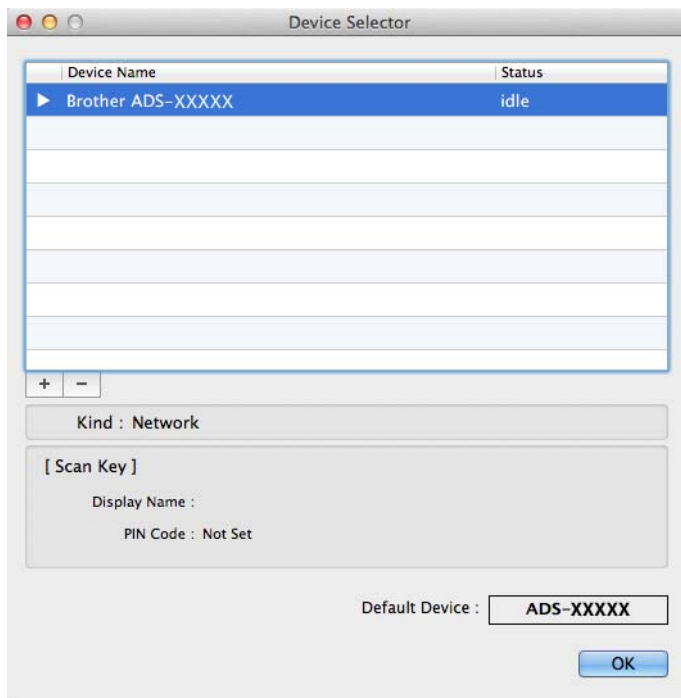 Device Selector
Device Name Status
Brother ADS-XXXXX idle
+ −
Kind : Network
[ Scan Key ]
Display Name :
PIN Code : Not Set
Default Device : ADS-XXXXX
OK